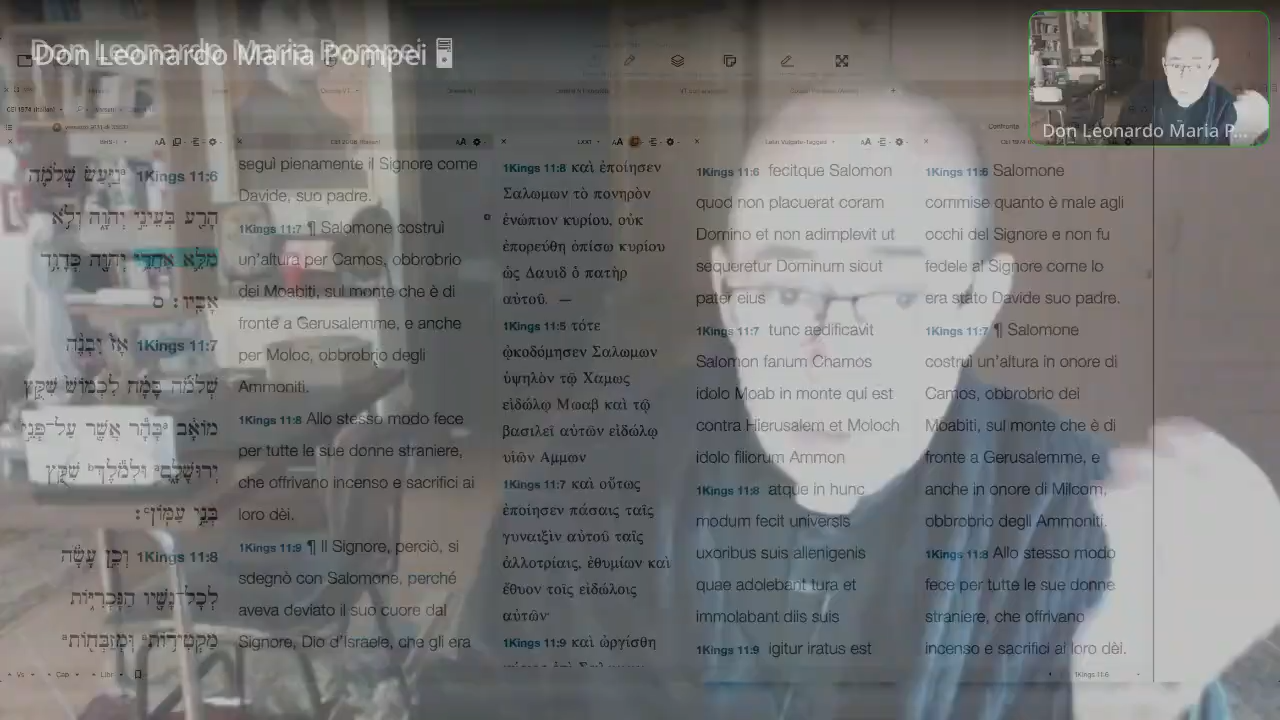 Don Leonardo Maria Pompei
Don Leonardo Maria P...
1Kings 11:6 וַיַּעַשׂ שְׁלֹמֹה
הָרַע בְּעֵינֵי יְהוָה וְלֹא
מִלֵּא אַחֲרֵי יְהוָה כְּדָוִד
אָבִיו׃ ס
1Kings 11:7 אָז יִבְנֶה
שְׁלֹמֹה בָּמָה לִכְמוֹשׁ שִׁקֻּץ
מוֹאָב בָּהָר אֲשֶׁר עַל־פְּנֵי
יְרוּשָׁלִָם וּלְמֹלֶךְ שִׁקֻּץ
בְּנֵי עַמּוֹן׃
1Kings 11:8 וְכֵן עָשָׂה
לְכָל־נָשָׁיו הַנָּכְרִיּוֹת
מַקְטִירוֹת וּמְזַבְּחוֹת
seguì pienamente il Signore come
Davide, suo padre.
1Kings 11:7 ¶ Salomone costruì
un’altura per Camos, obbrobrio
dei Moabiti, sul monte che è di
fronte a Gerusalemme, e anche
per Moloc, obbrobrio degli
Ammoniti.
1Kings 11:8 Allo stesso modo fece
per tutte le sue donne straniere,
che offrivano incenso e sacrifici ai
loro dèi.
1Kings 11:9 ¶ Il Signore, perciò, si
sdegnò con Salomone, perché
aveva deviato il suo cuore dal
Signore, Dio d’Israele, che gli era
1Kings 11:8 καὶ ἐποίησεν
Σαλωμων τὸ πονηρὸν
ἐνώπιον κυρίου, οὐκ
ἐπορεύθη ὀπίσω κυρίου
ὡς Δαυιδ ὁ πατὴρ
αὐτοῦ. —
1Kings 11:5 τότε
ᾠκοδόμησεν Σαλωμων
ὑψηλὸν τῷ Χαμως
εἰδώλῳ Μωαβ καὶ τῷ
βασιλεῖ αὐτῶν εἰδώλῳ
υἱῶν Αμμων
1Kings 11:7 καὶ οὕτως
ἐποίησεν πάσαις ταῖς
γυναιξὶν αὐτοῦ ταῖς
ἀλλοτρίαις, ἐθυμίων καὶ
ἔθυον τοῖς εἰδώλοις
αὐτῶν·
1Kings 11:9 καὶ ὠργίσθη
1Kings 11:6 fecitque Salomon
quod non placuerat coram
Domino et non adimplevit ut
sequeretur Dominum sicut
pater eius
1Kings 11:7 tunc aedificavit
Salomon fanum Chamos
idolo Moab in monte qui est
contra Hierusalem et Moloch
idolo filiorum Ammon
1Kings 11:8 atque in hunc
modum fecit universis
uxoribus suis alienigenis
quae adolebant tura et
immolabant diis suis
1Kings 11:9 igitur iratus est
1Kings 11:6 Salomone
commise quanto è male agli
occhi del Signore e non fu
fedele al Signore come lo
era stato Davide suo padre.
1Kings 11:7 ¶ Salomone
costruì un’altura in onore di
Camos, obbrobrio dei
Moabiti, sul monte che è di
fronte a Gerusalemme, e
anche in onore di Milcom,
obbrobrio degli Ammoniti.
1Kings 11:8 Allo stesso modo
fece per tutte le sue donne
straniere, che offrivano
incenso e sacrifici ai loro dèi.
1Kings 11:6